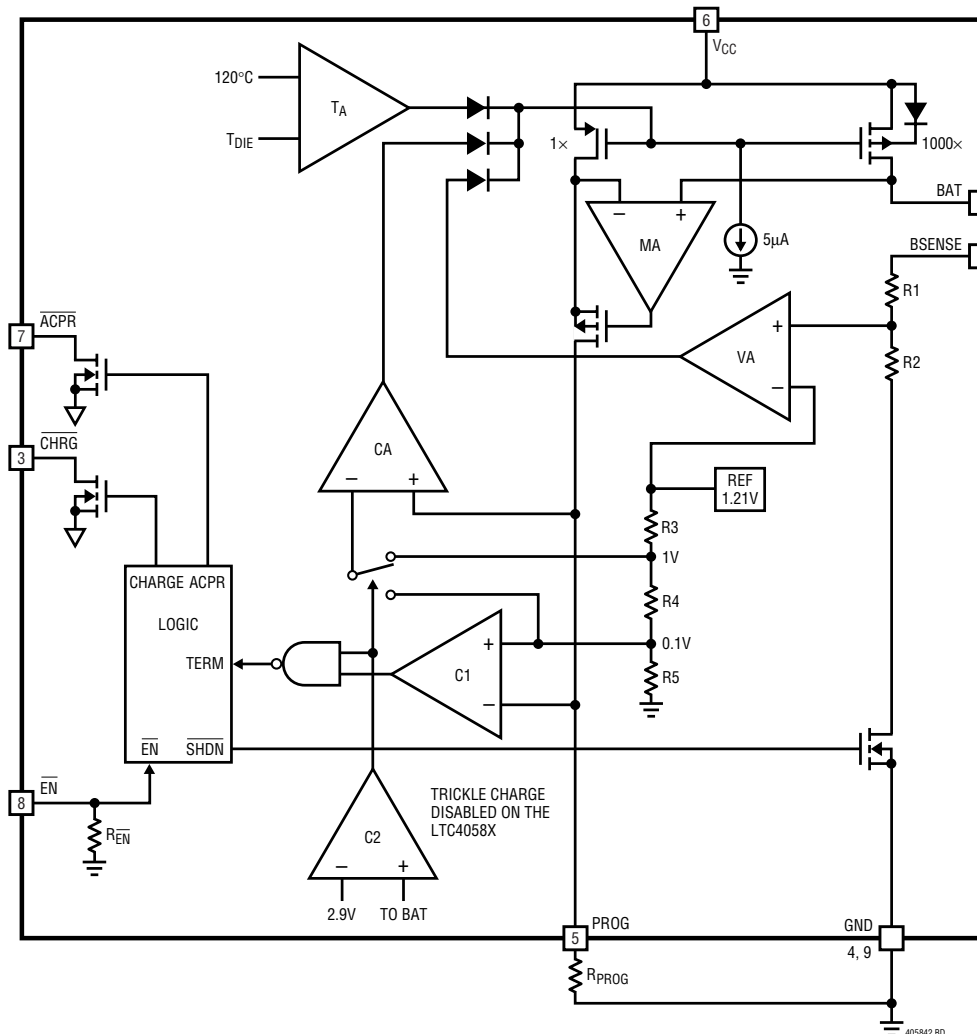 6
VCC
120°C
TA
TDIE
1×
1000×
BAT
– +
MA
5µA
BSENSE
R1
7
ACPR
+
VA
–
R2
3
CHRG
CA
– +
REF
1.21V
R3
1V
CHARGE ACPR
LOGIC
TERM
R4
+
C1
–
0.1V
R5
EN SHDN
8
EN
REN
TRICKLE CHARGE
DISABLED ON THE
LTC4058X
C2
– +
2.9V TO BAT
5
PROG
RPROG
GND
4, 9
405842 BD